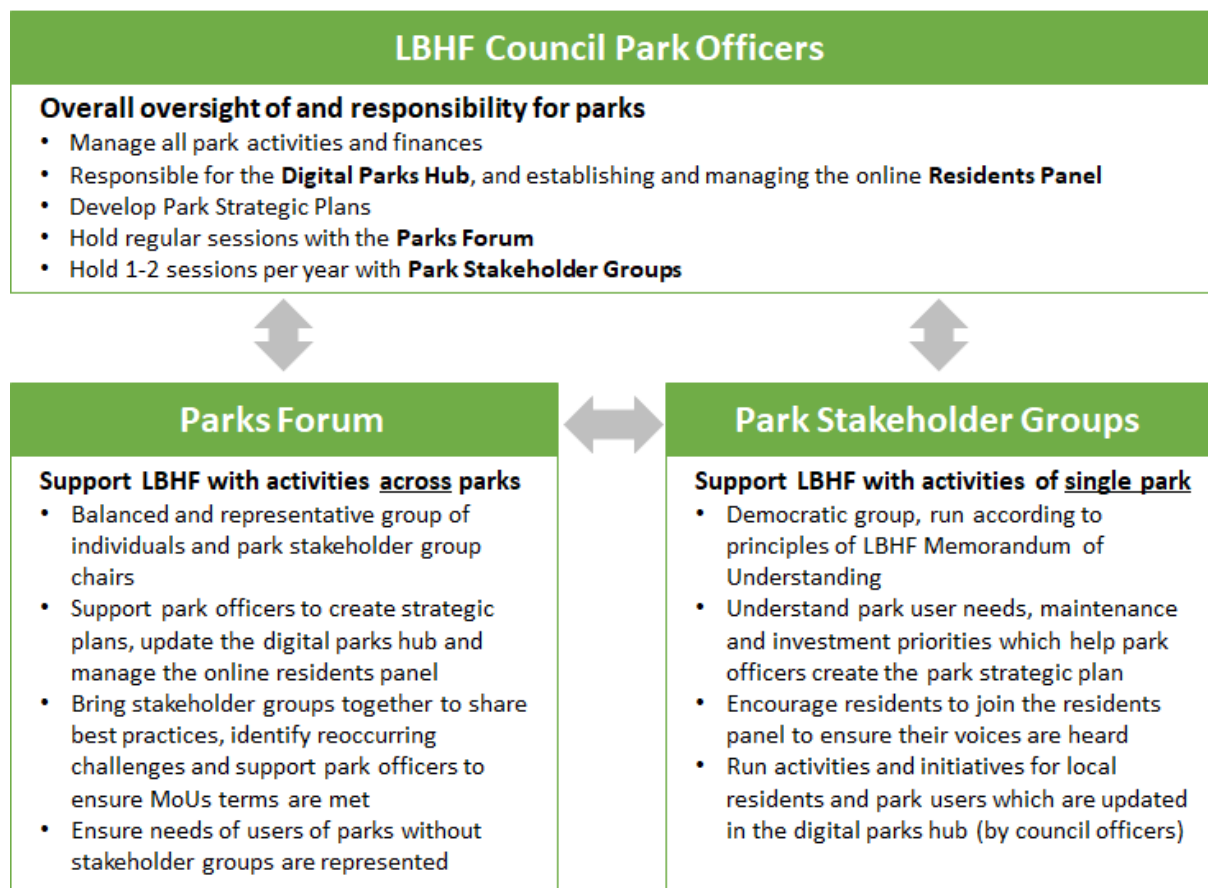 LBHF Council Park Officers
Overall oversight of and responsibility for parks
• Manage all park activities and finances
• Responsible for the Digital Parks Hub, and establishing and managing the online Residents Panel
• Develop Park Strategic Plans
• Hold regular sessions with the Parks Forum
• Hold 1-2 sessions per year with Park Stakeholder Groups
Parks Forum
Support LBHF with activities across parks
• Balanced and representative group of
individuals and park stakeholder group
chairs
• Support park officers to create strategic
plans, update the digital parks hub and
manage the online residents panel
• Bring stakeholder groups together to share
best practices, identify reoccurring
challenges and support park officers to
ensure MoUs terms are met
• Ensure needs of users of parks without
stakeholder groups are represented
Park Stakeholder Groups
Support LBHF with activities of single park
• Democratic group, run according to
principles of LBHF Memorandum of
Understanding
• Understand park user needs, maintenance
and investment priorities which help park
officers create the park strategic plan
• Encourage residents to join the residents
panel to ensure their voices are heard
• Run activities and initiatives for local
residents and park users which are updated
in the digital parks hub (by council officers)